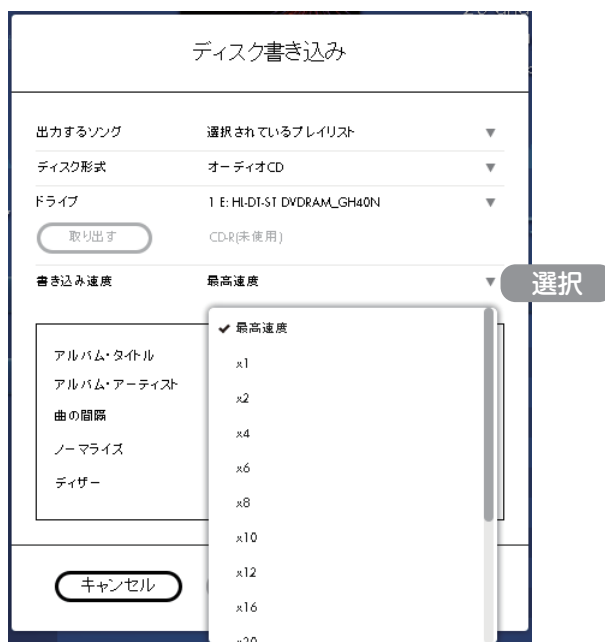 ディスク書き込み
出力するソング 選択されているプレイリスト ▼
ディスク形式 オーディオCD ▼
ドライブ 1 E: HL-DT-ST DVDRAM_GH40N ▼
取り出す CD-R(未使用)
書き込み速度 最高速度 ▼ 選択
✔ 最高速度
アルバム・タイトル x1
アルバム・アーティスト x2
曲の間隔 x4
ノーマライズ x6
ディザー x8
x10
キャンセル x12
x16